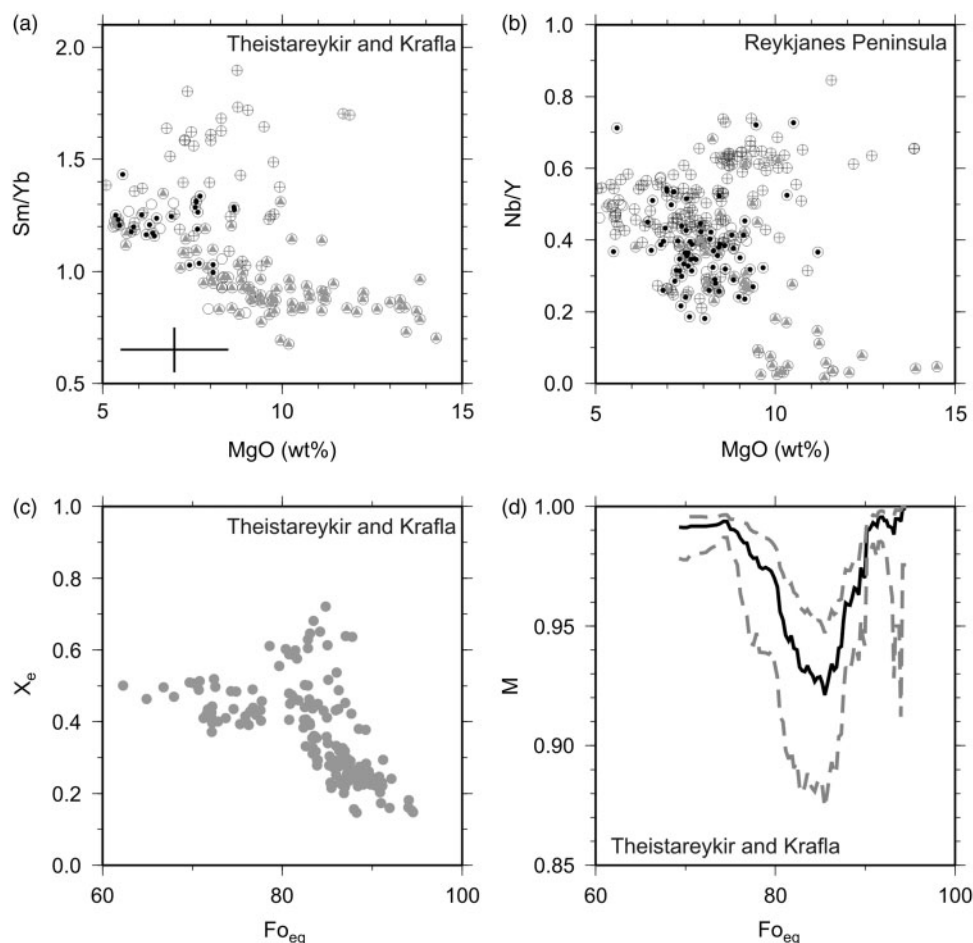 (a)
Theistareykir and Krafla
2.0
1.5
1.0
0.5
Sm/Yb
5
10
15
MgO (wt%)
(b)
Reykjanes Peninsula
1.0
0.8
0.6
0.4
0.2
0.0
Nb/Y
5
10
15
MgO (wt%)
(c)
Theistareykir and Krafla
1.0
0.8
0.6
0.4
0.2
0.0
Xe
60
80
100
Foeq
(d)
1.00
0.95
0.90
0.85
M
Theistareykir and Krafla
60
80
100
Foeq